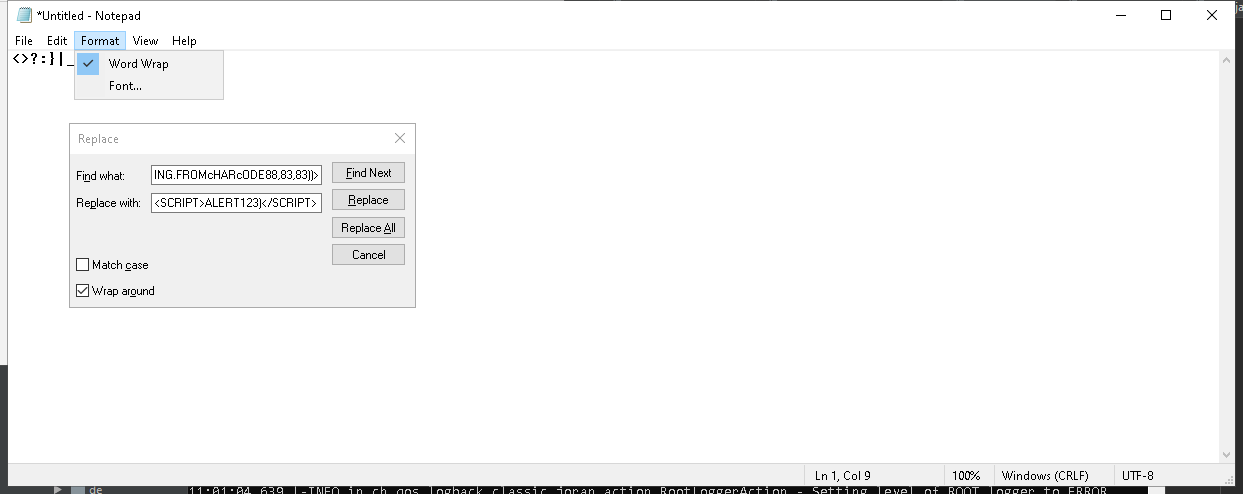 *Untitled - Notepad
File Edit Format View Help
<>?:}|_
Word Wrap
Font...
Replace
Find what: ING.FROMcHARcODE88,83,83))> Find Next
Replace with: <SCRIPT>ALERT123)</SCRIPT> Replace
Replace All
Cancel
Match case
Wrap around
Ln 1, Col 9 100% Windows (CRLF) UTF-8
de 11:01:04,639 |-INFO in ch.qos.logback.classic.joran.action.RootLoggerAction - Setting level of ROOT logger to ERROR